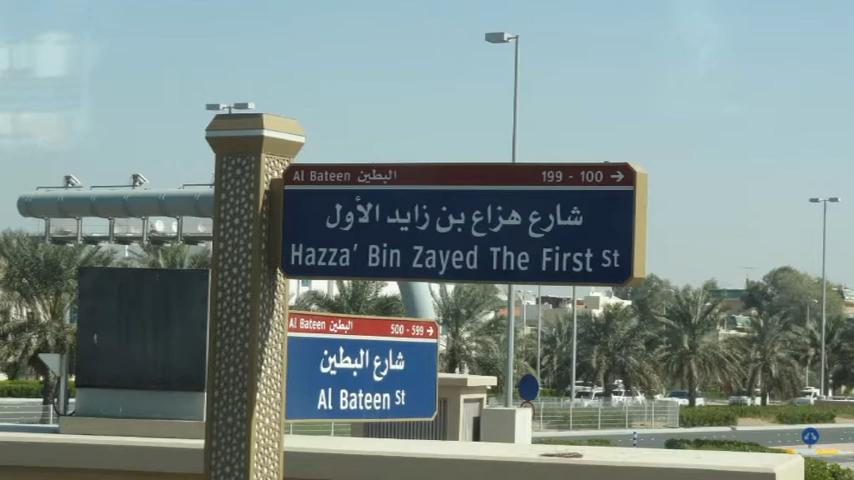 Al Bateen البطين 199 - 100 →
شارع هزاع بن زايد الأول
Hazza' Bin Zayed The First St
Al Bateen البطين 500 - 599 →
شارع البطين
Al Bateen St